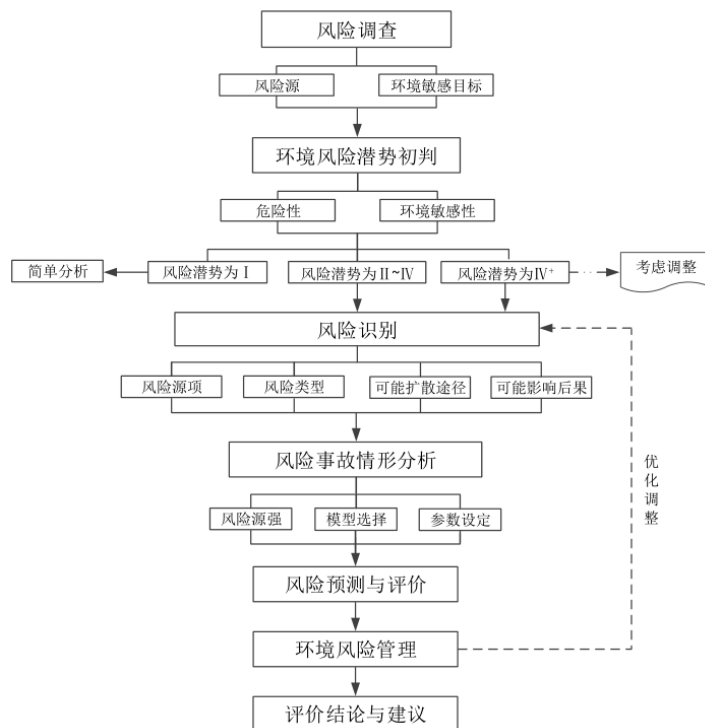 风险调查
风险源
环境敏感目标
环境风险潜势初判
危险性
环境敏感性
简单分析
风险潜势为Ⅰ
风险潜势为Ⅱ~Ⅳ
风险潜势为Ⅳ⁺
考虑调整
风险识别
风险源项
风险类型
可能扩散途径
可能影响后果
风险事故情形分析
优化调整
风险源强
模型选择
参数设定
风险预测与评价
环境风险管理
评价结论与建议